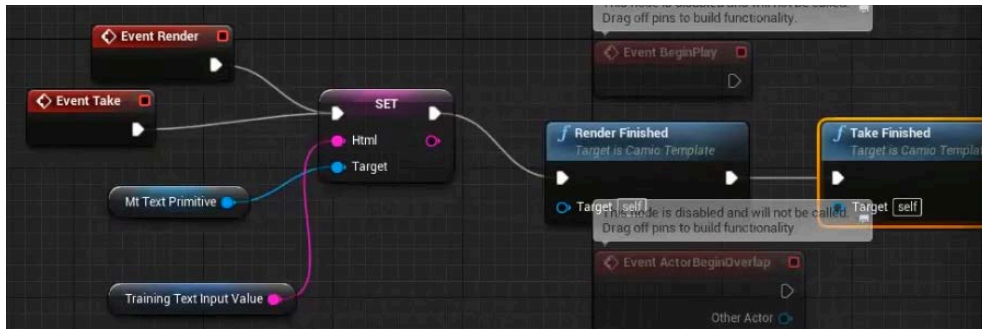 This node is disabled and will not be called.
Drag off pins to build functionality.
Event Render
Event BeginPlay
Event Take
SET
Html
Target
Render Finished
Target is Camio Template
Take Finished
Target is Camio
Mt Text Primitive
Target self
This node is disabled and will not be called.
Drag off pins to build functionality.
Target self
Event ActorBeginOverlap
Training Text Input Value
Other Actor